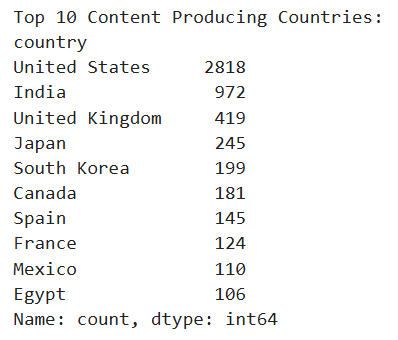 Top 10 Content Producing Countries:
country
United States     2818
India              972
United Kingdom     419
Japan              245
South Korea        199
Canada             181
Spain              145
France             124
Mexico             110
Egypt              106
Name: count, dtype: int64